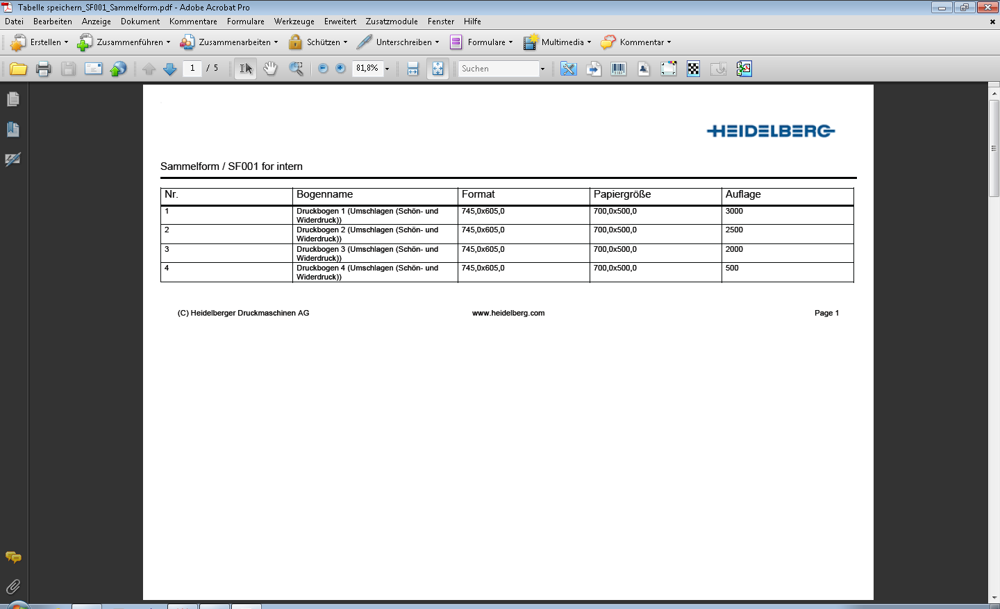 Tabelle speichern_SF001_Sammelform.pdf - Adobe Acrobat Pro
Datei Bearbeiten Anzeige Dokument Kommentare Formulare Werkzeuge Erweitert Zusatzmodule Fenster Hilfe
Erstellen Zusammenführen Zusammenarbeiten Schützen Unterschreiben Formulare Multimedia Kommentar
1 / 5 81,8% Suchen
HEIDELBERG
Sammelform / SF001 for intern
Nr. Bogenname Format Papiergröße Auflage
1 Druckbogen 1 (Umschlagen (Schön- und 745,0x605,0 700,0x500,0 3000
Widerdruck))
2 Druckbogen 2 (Umschlagen (Schön- und 745,0x605,0 700,0x500,0 2500
Widerdruck))
3 Druckbogen 3 (Umschlagen (Schön- und 745,0x605,0 700,0x500,0 2000
Widerdruck))
4 Druckbogen 4 (Umschlagen (Schön- und 745,0x605,0 700,0x500,0 500
Widerdruck))
(C) Heidelberger Druckmaschinen AG www.heidelberg.com Page 1